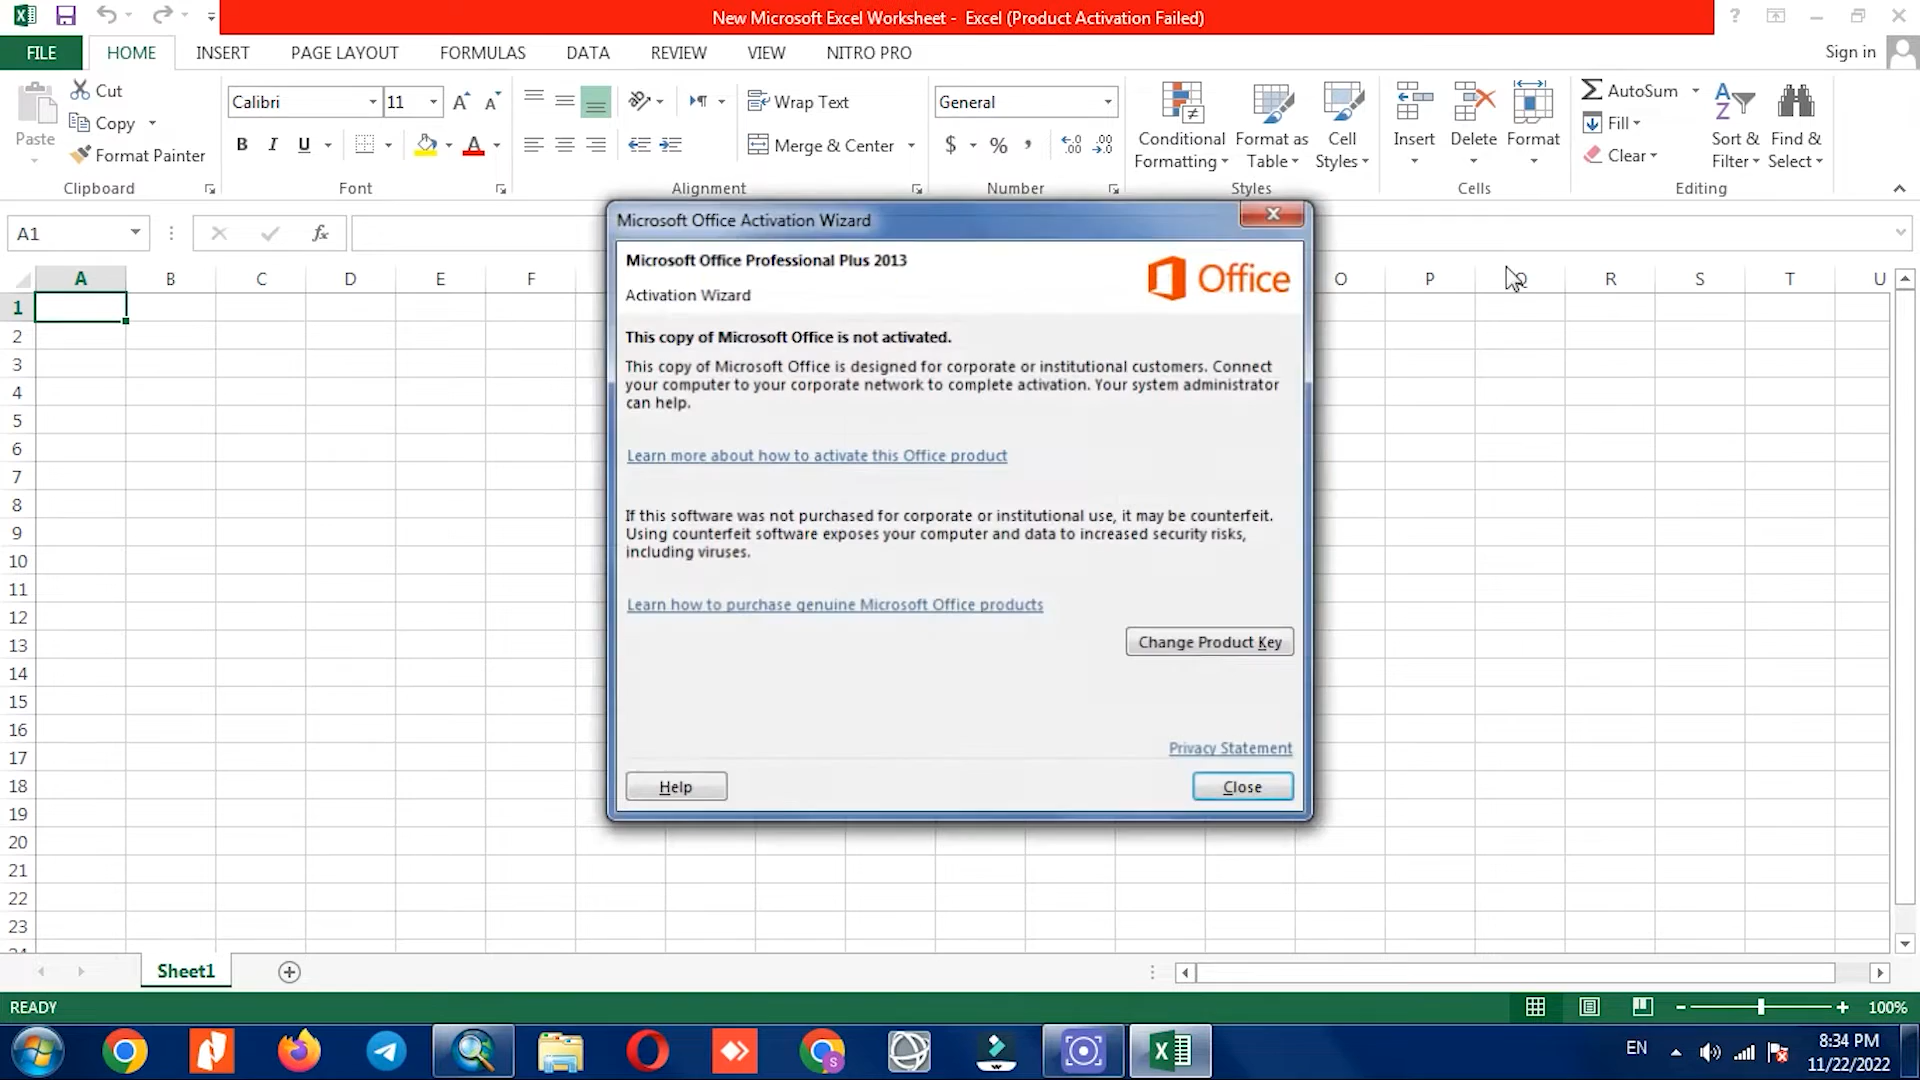 New Microsoft Excel Worksheet - Excel (Product Activation Failed)
?
FILE
HOME
INSERT
PAGE LAYOUT
FORMULAS
DATA
REVIEW
VIEW
NITRO PRO
Sign in
Paste
Cut
Copy
Format Painter
Clipboard
Calibri
11
B I U
Font
Wrap Text
Merge & Center
Alignment
General
$ % ,
Number
Conditional
Formatting
Format as
Table
Cell
Styles
Styles
Insert
Delete
Format
Cells
AutoSum
Fill
Clear
Sort &
Filter
Find &
Select
Editing
A1
fx
A B C D E F O P Q R S T U
1
2
3
4
5
6
7
8
9
10
11
12
13
14
15
16
17
18
19
20
21
22
23
Microsoft Office Activation Wizard
Microsoft Office Professional Plus 2013
Activation Wizard
Office
This copy of Microsoft Office is not activated.
This copy of Microsoft Office is designed for corporate or institutional customers. Connect
your computer to your corporate network to complete activation. Your system administrator
can help.
Learn more about how to activate this Office product
If this software was not purchased for corporate or institutional use, it may be counterfeit.
Using counterfeit software exposes your computer and data to increased security risks,
including viruses.
Learn how to purchase genuine Microsoft Office products
Change Product Key
Privacy Statement
Help
Close
Sheet1
READY
100%
EN
8:34 PM
11/22/2022